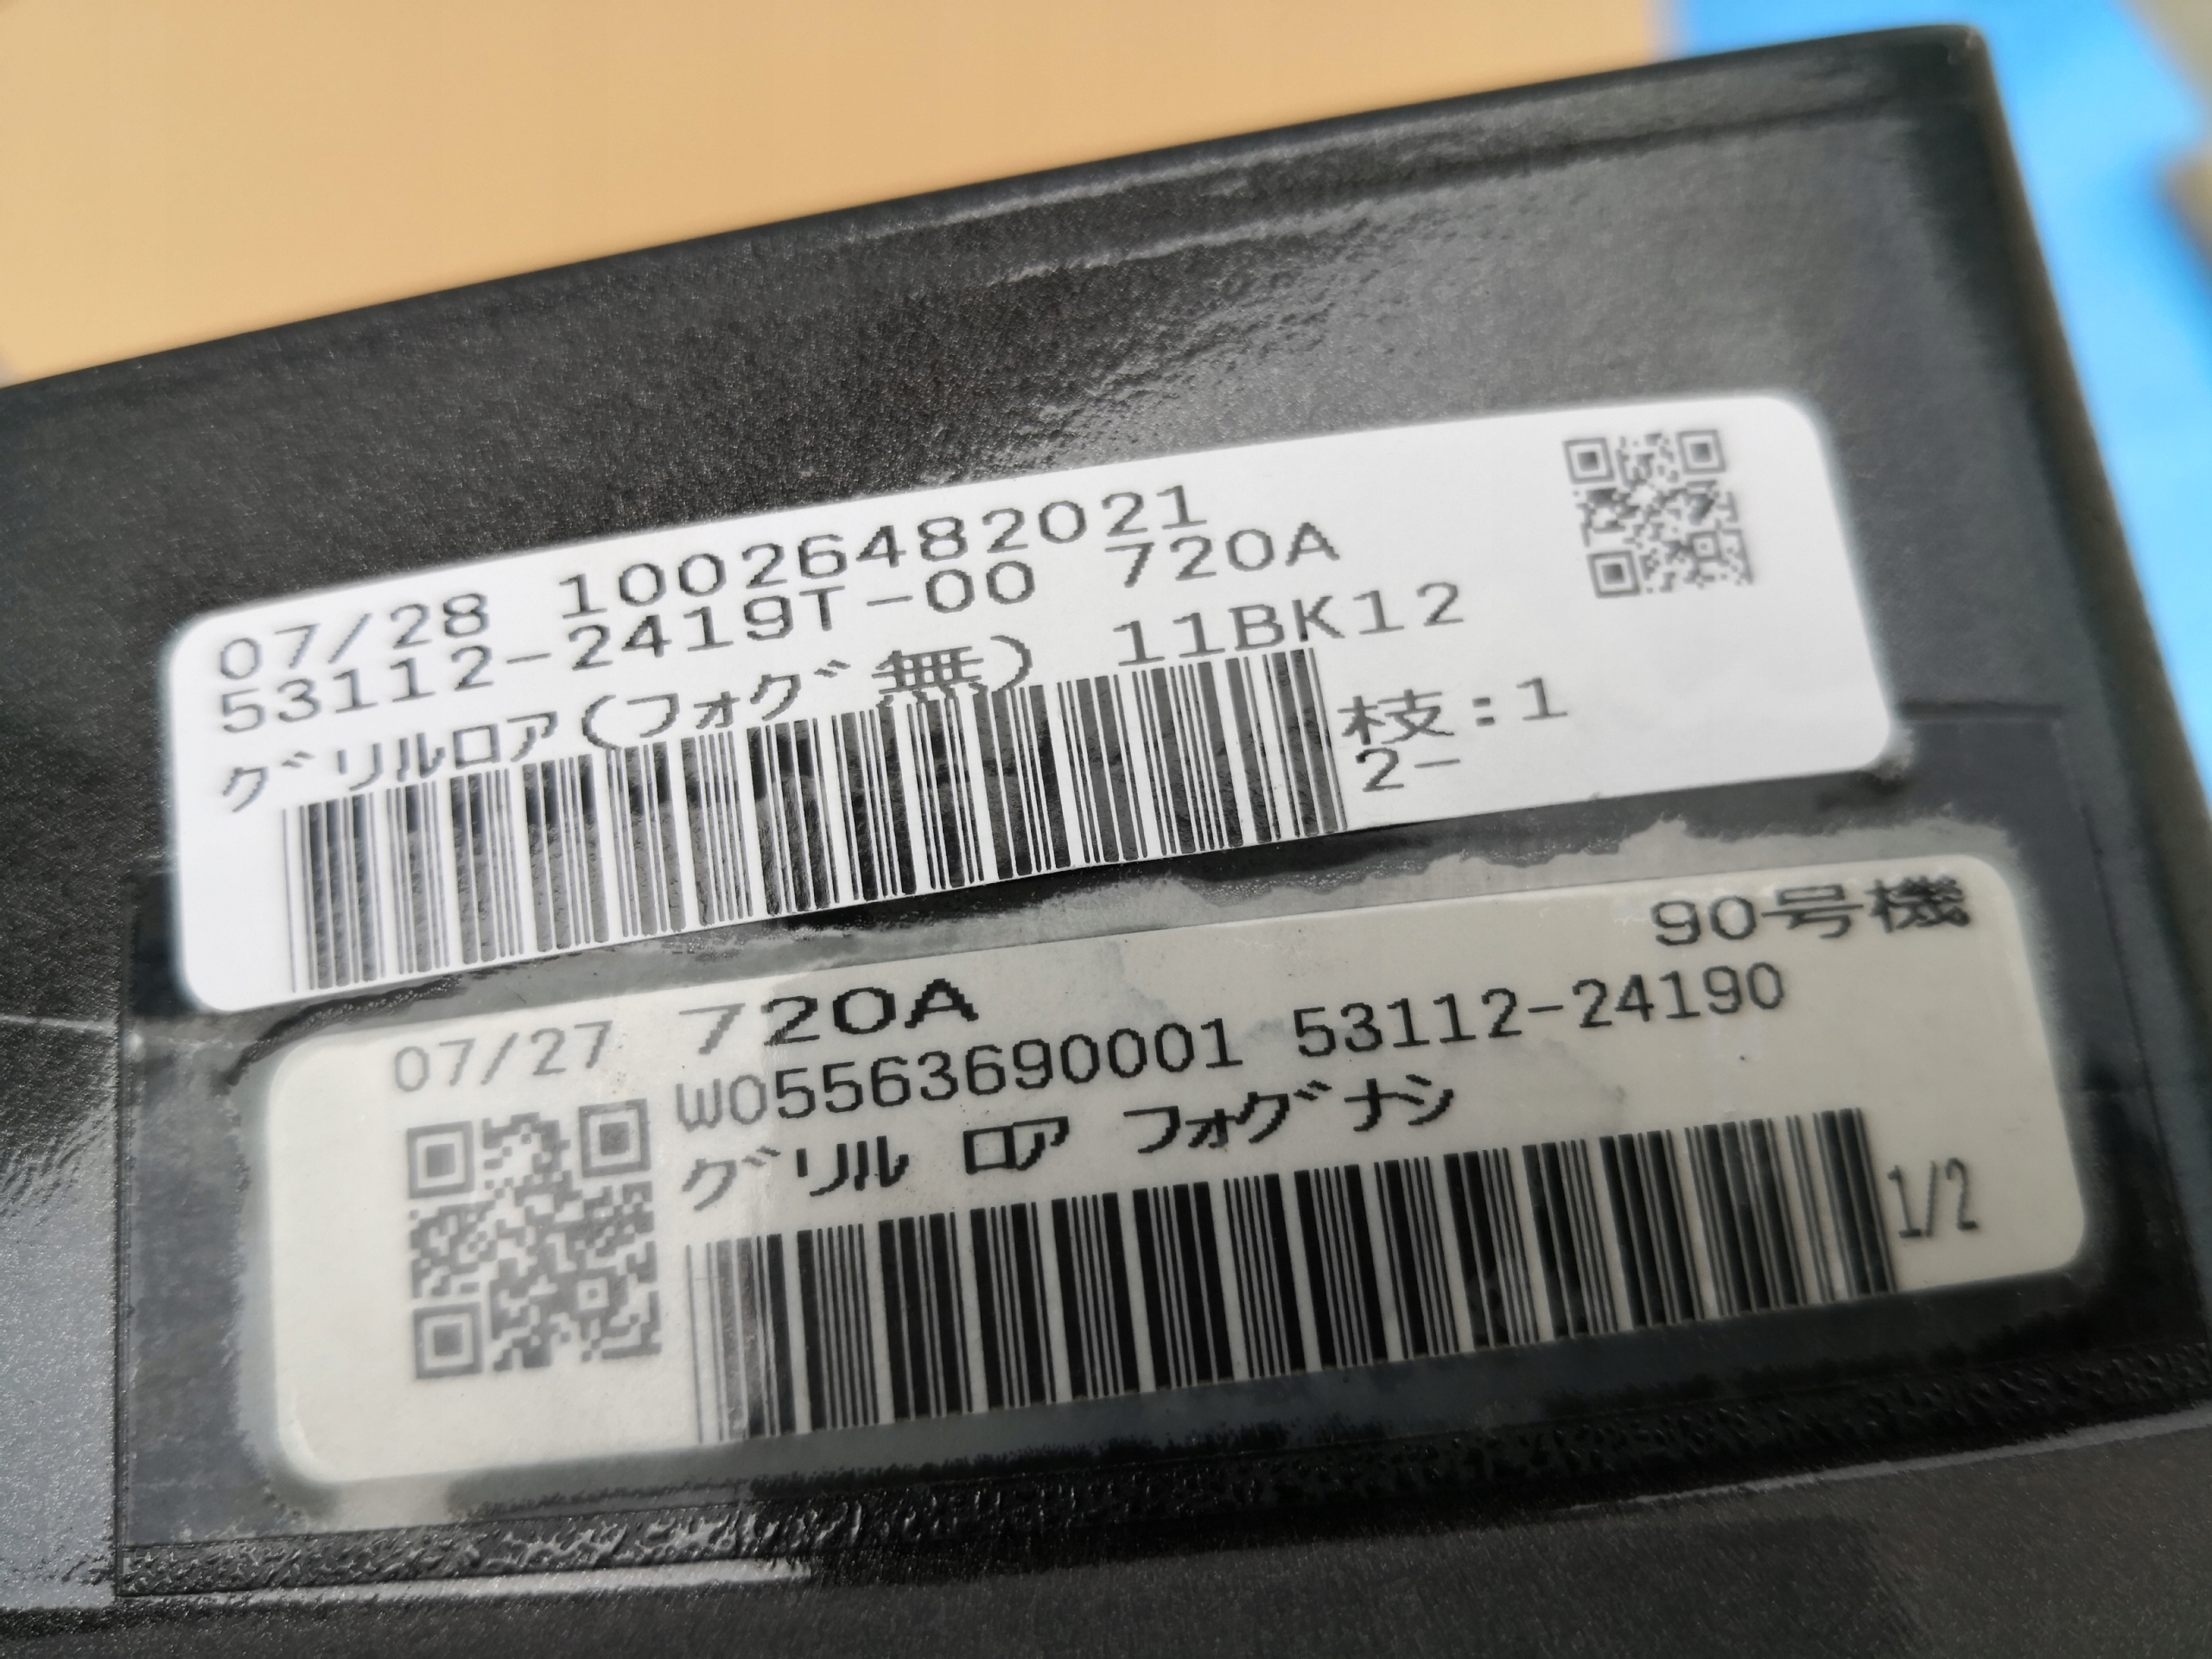 07/28 10026482021
53112-2419T-00 720A
グリルロア(フォグ無) 11BK12
枝:1
2-
90号機
07/27 720A
W05563690001 53112-24190
グリル ロア フォグナシ
1/2